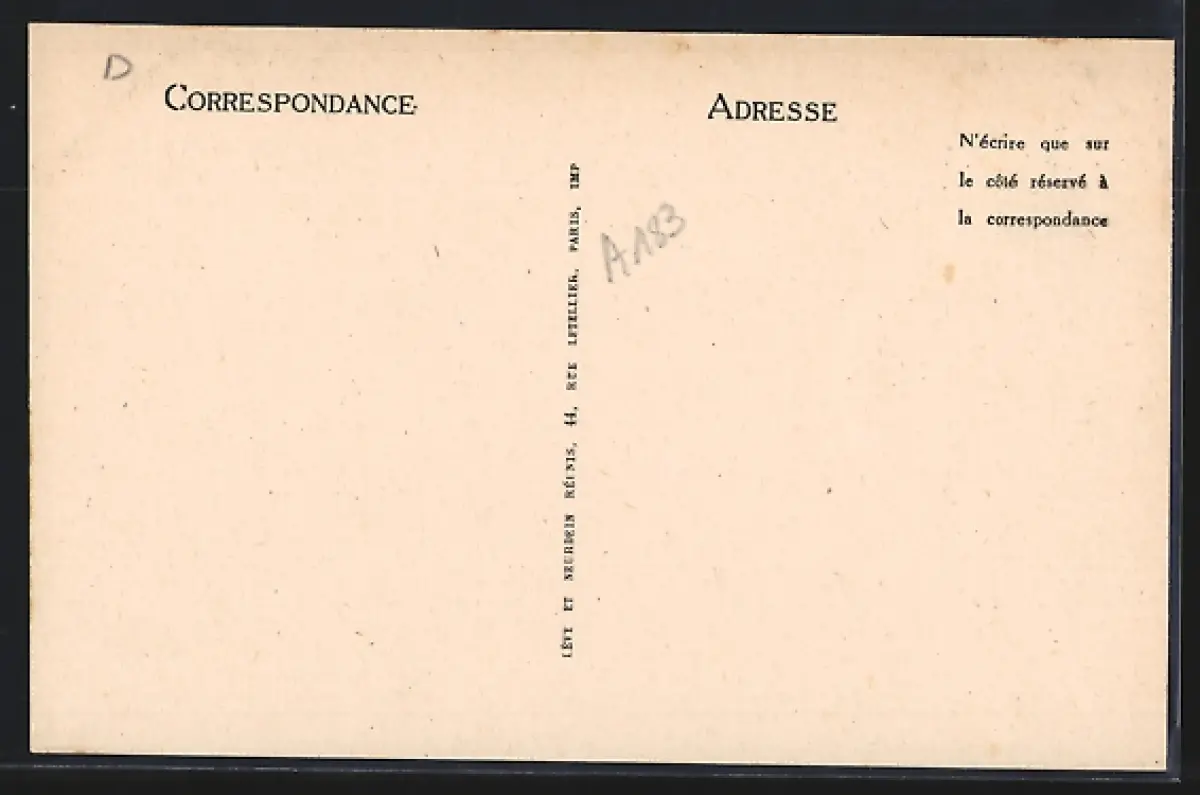 D
CORRESPONDANCE
ADRESSE
N'écrire que sur
le côté réservé à
la correspondance
LÉVY ET NEURDEIN RÉUNIS, 44, RUE LETELLIER, PARIS, IMP
A183